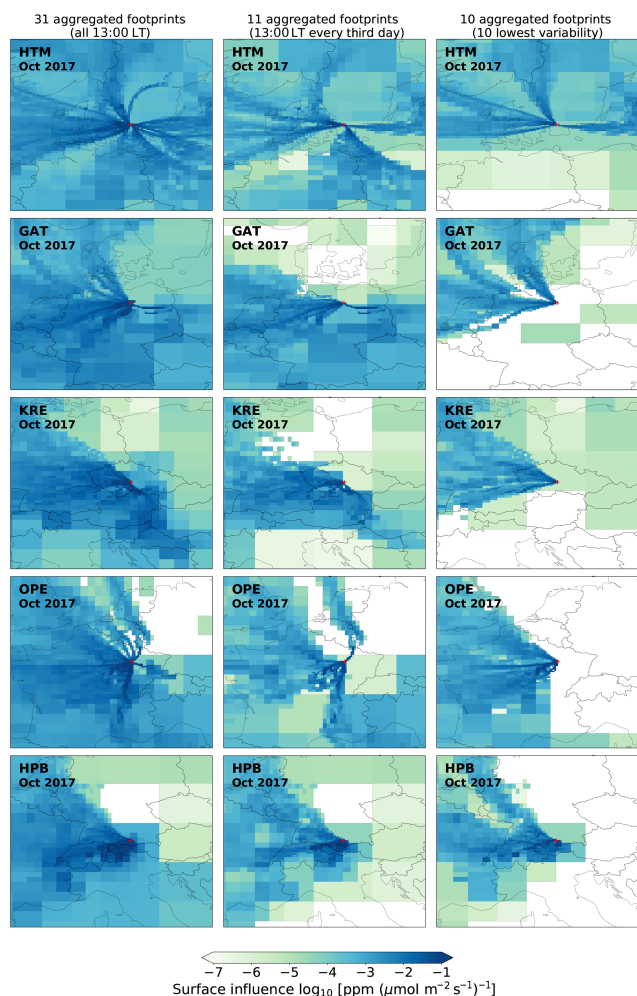 31 aggregated footprints
(all 13:00 LT)
11 aggregated footprints
(13:00 LT every third day)
10 aggregated footprints
(10 lowest variability)
HTM
Oct 2017
HTM
Oct 2017
HTM
Oct 2017
GAT
Oct 2017
GAT
Oct 2017
GAT
Oct 2017
KRE
Oct 2017
KRE
Oct 2017
KRE
Oct 2017
OPE
Oct 2017
OPE
Oct 2017
OPE
Oct 2017
HPB
Oct 2017
HPB
Oct 2017
HPB
Oct 2017
−7 −6 −5 −4 −3 −2 −1
Surface influence log₁₀ [ppm (μmol m⁻² s⁻¹)⁻¹]